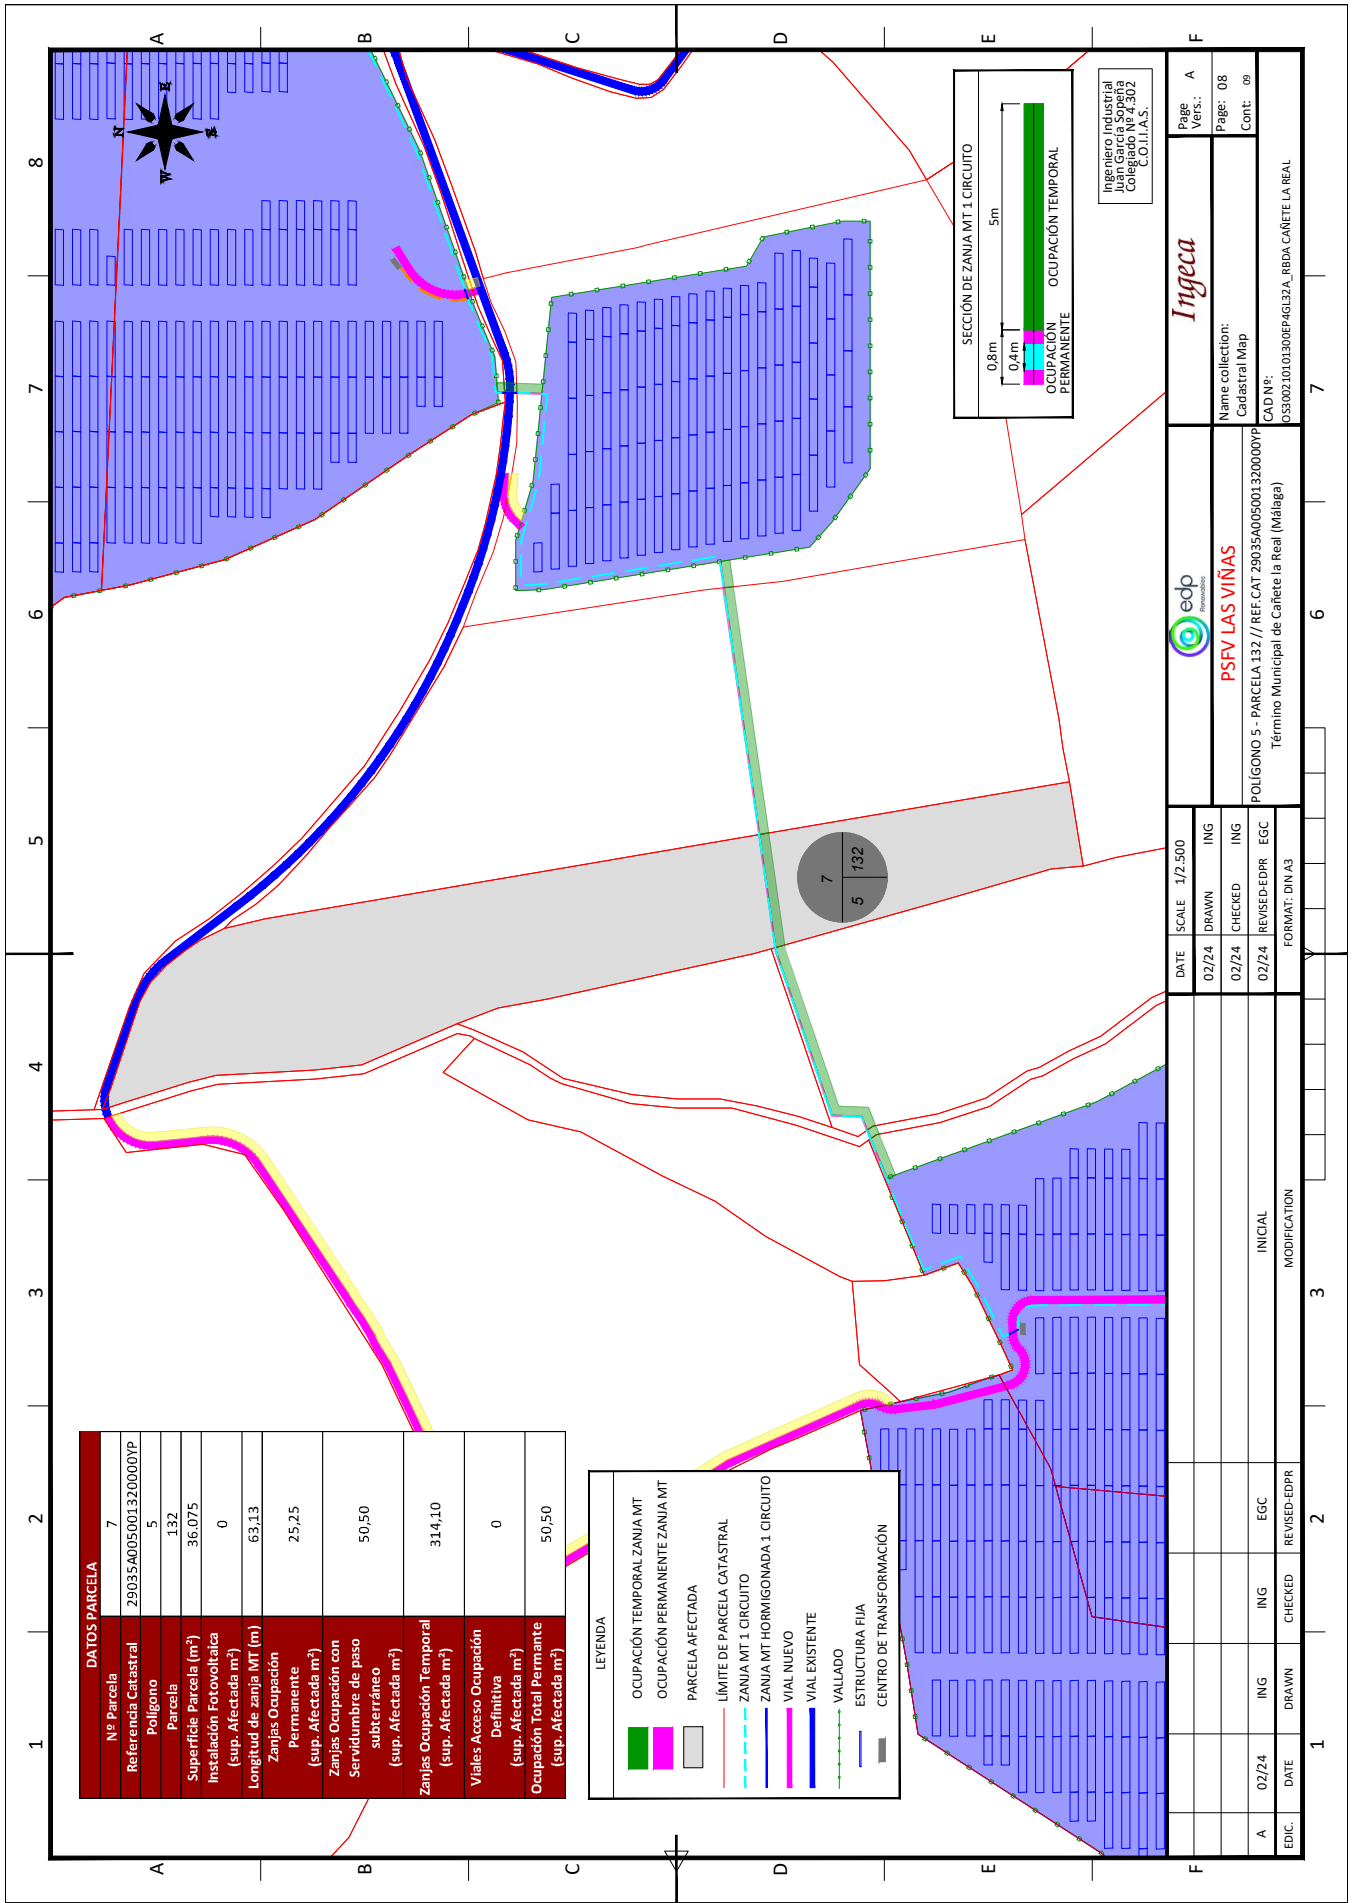 1 2 3 4 5 6 7 8
A
B
C
D
E
F
DATOS PARCELA
Nº Parcela 7
Referencia Catastral 29035A005001320000YP
Polígono 5
Parcela 132
Superficie Parcela (m²) 36.075
Instalación Fotovoltaica
(sup. Afectada m²) 0
Longitud de zanja MT (m) 63,13
Zanjas Ocupación
Permanente
(sup. Afectada m²) 25,25
Zanjas Ocupación con
Servidumbre de paso
subterráneo
(sup. Afectada m²) 50,50
Zanjas Ocupación Temporal
(sup. Afectada m²) 314,10
Viales Acceso Ocupación
Definitiva
(sup. Afectada m²) 0
Ocupación Total Permante
(sup. Afectada m²) 50,50
N
W
E
S
7
5 132
LEYENDA
OCUPACIÓN TEMPORAL ZANJA MT
OCUPACIÓN PERMANENTE ZANJA MT
PARCELA AFECTADA
LÍMITE DE PARCELA CATASTRAL
ZANJA MT 1 CIRCUITO
ZANJA MT HORMIGONADA 1 CIRCUITO
VIAL NUEVO
VIAL EXISTENTE
VALLADO
ESTRUCTURA FIJA
CENTRO DE TRANSFORMACIÓN
SECCIÓN DE ZANJA MT 1 CIRCUITO
0,8m
5m
0,4m
OCUPACIÓN
PERMANENTE
OCUPACIÓN TEMPORAL
Ingeniero Industrial
Juan García Sopeña
Colegiado Nº 4.302
C.O.I.I.A.S.
A 02/24 ING ING EGC INICIAL
EDIC. DATE DRAWN CHECKED REVISED-EDPR MODIFICATION
DATE SCALE 1/2.500
02/24 DRAWN ING
02/24 CHECKED ING
02/24 REVISED-EDPR EGC
FORMAT: DIN A3
edp
Renewables
PSFV LAS VIÑAS
POLÍGONO 5 - PARCELA 132 // REF.CAT 29035A005001320000YP
Término Municipal de Cañete la Real (Málaga)
Ingeca
Name collection:
Cadastral Map
CAD Nº:
OS300210101300EP4GL32A_RBDA CAÑETE LA REAL
Page
Vers.: A
Page: 08
Cont: 09
A
B
C
D
E
F
1 2 3 6 7